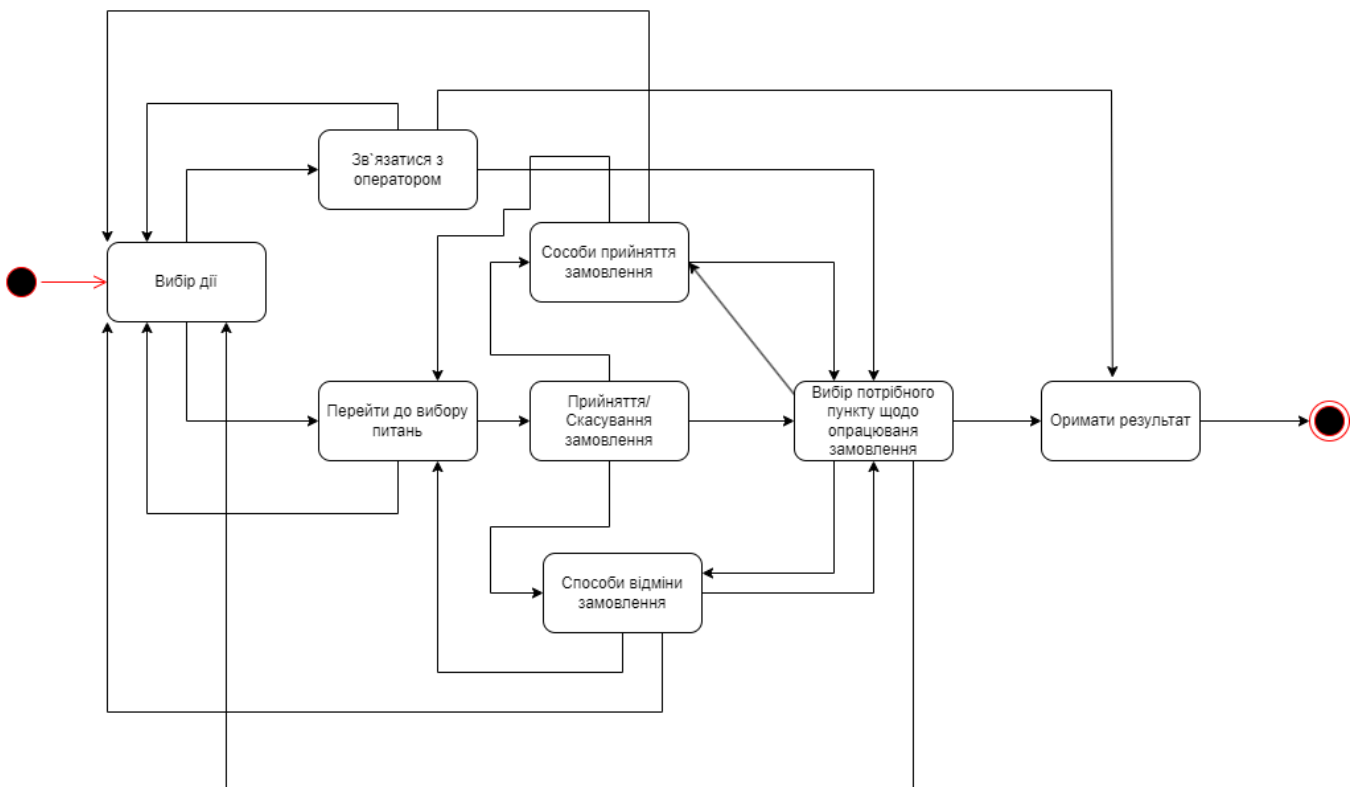 Зв`язатися з
оператором
Сособи прийняття
замовлення
Вибір дії
Перейти до вибору
питань
Прийняття/
Скасування
замовлення
Вибір потрібного
пункту щодо
опрацюваня
замовлення
Оримати результат
Способи відміни
замовлення